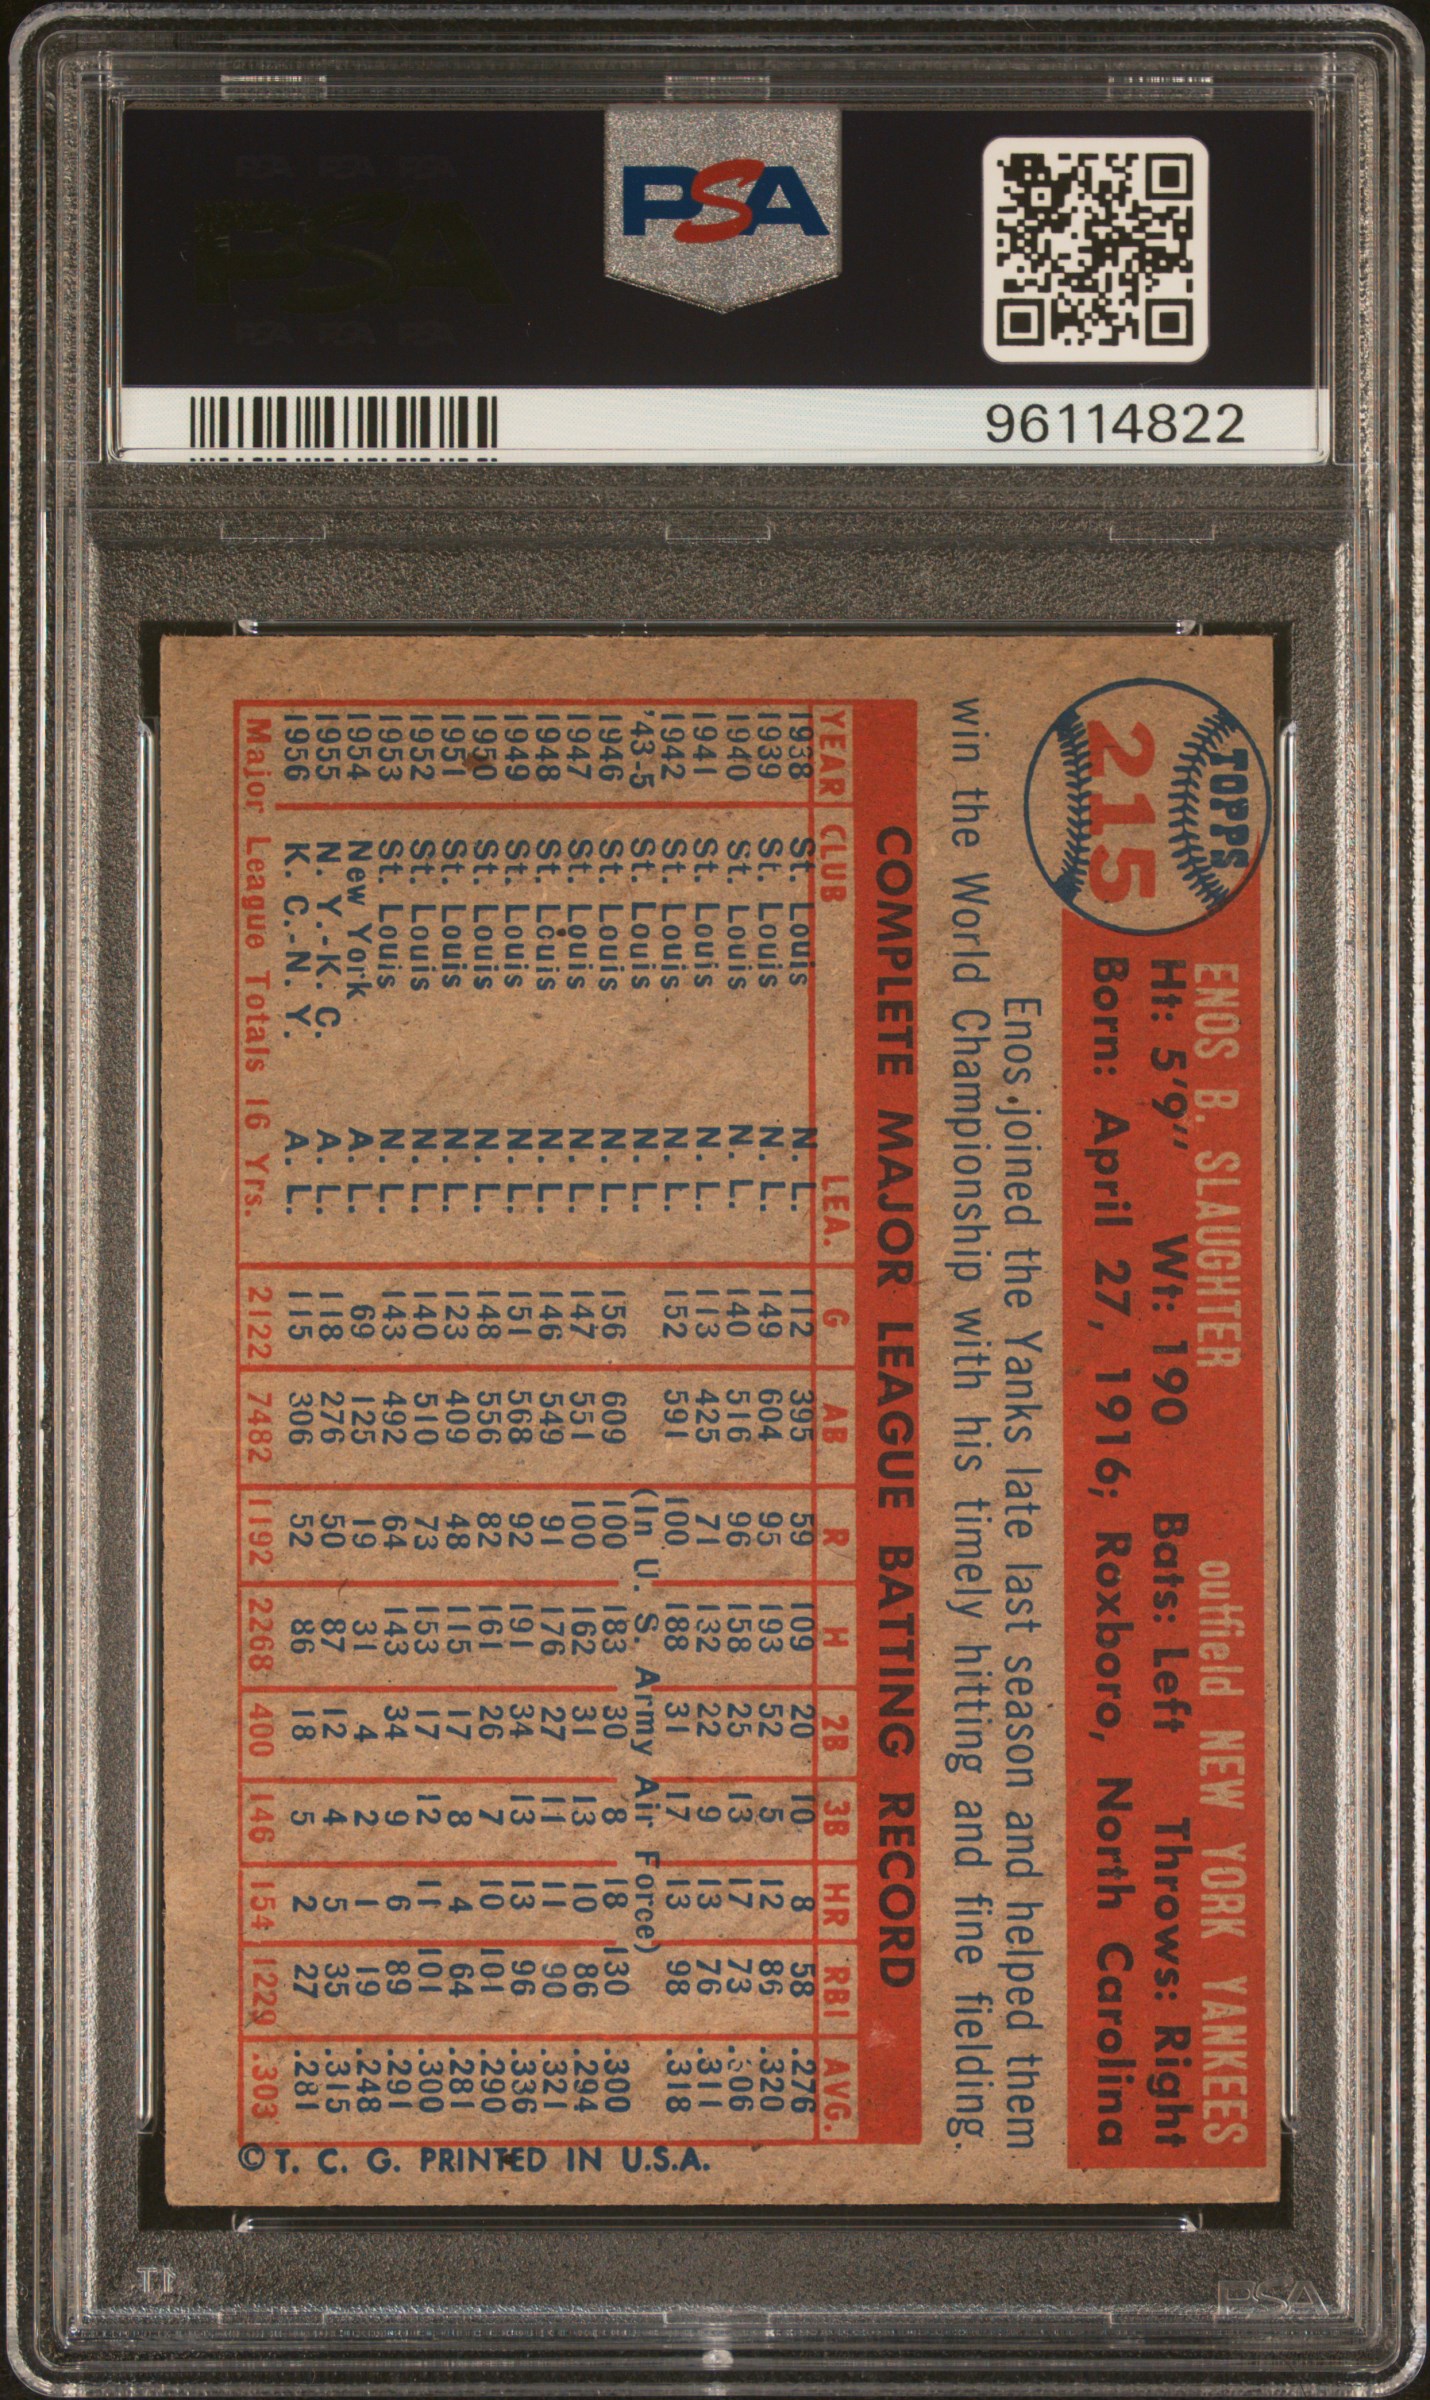 PSA
96114822
TOPPS
215
ENOS B. SLAUGHTER outfield NEW YORK YANKEES
Ht: 5'9" Wt: 190 Bats: Left Throws: Right
Born: April 27, 1916; Roxboro, North Carolina
Enos joined the Yanks late last season and helped them
win the World Championship with his timely hitting and fine fielding.
COMPLETE MAJOR LEAGUE BATTING RECORD
YEAR CLUB LEA. G AB R H 2B 3B HR RBI AVG.
1938 St. Louis N. L. 112 395 59 109 20 10 8 58 .276
1939 St. Louis N. L. 149 604 95 193 52 5 12 86 .320
1940 St. Louis N. L. 140 516 96 158 25 13 17 73 .306
1941 St. Louis N. L. 113 425 71 132 22 9 13 76 .311
1942 St. Louis N. L. 152 591 100 188 31 17 13 98 .318
'43-5 St. Louis N. L. (In U. S. Army Air Force)
1946 St. Louis N. L. 156 609 100 183 30 8 18 130 .300
1947 St. Louis N. L. 147 551 100 162 31 13 10 86 .294
1948 St. Louis N. L. 146 549 91 176 27 11 11 90 .321
1949 St. Louis N. L. 151 568 92 191 34 13 13 96 .336
1950 St. Louis N. L. 148 556 82 161 26 7 10 101 .290
1951 St. Louis N. L. 123 409 48 115 17 8 4 64 .281
1952 St. Louis N. L. 140 510 73 153 17 12 11 101 .300
1953 St. Louis N. L. 143 492 64 143 34 9 6 89 .291
1954 New York A. L. 69 125 19 31 4 2 1 19 .248
1955 N. Y.-K. C. A. L. 118 276 50 87 12 4 5 35 .315
1956 K. C.-N. Y. A. L. 115 306 52 86 18 5 2 27 .281
Major League Totals 16 Yrs. 2122 7482 1192 2268 400 146 154 1229 .303
©T. C. G. PRINTED IN U.S.A.
PSA